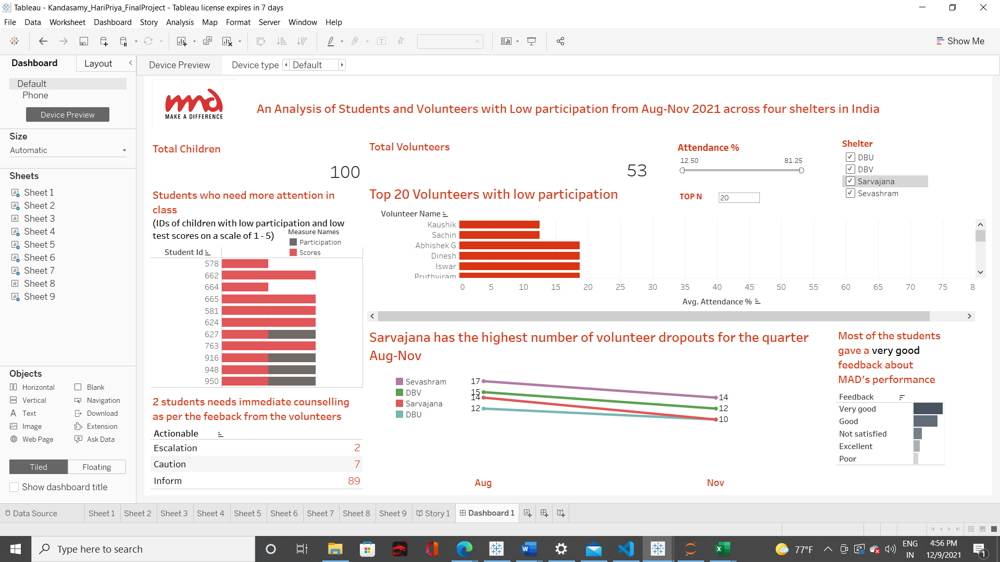 Tableau - Kandasamy_HariPriya_FinalProject - Tableau license expires in 7 days
File Data Worksheet Dashboard Story Analysis Map Format Server Window Help
Show Me
Dashboard Layout
Device Preview Device type Default
Default
Phone
Device Preview
Size
Automatic
Sheets
Sheet 1
Sheet 2
Sheet 3
Sheet 4
Sheet 5
Sheet 6
Sheet 7
Sheet 8
Sheet 9
Objects
Horizontal Blank
Vertical Navigation
Text Download
Image Extension
Web Page Ask Data
Tiled Floating
Show dashboard title
mad
MAKE A DIFFERENCE
An Analysis of Students and Volunteers with Low participation from Aug-Nov 2021 across four shelters in India
Total Children
100
Total Volunteers
53
Attendance %
12.50 81.25
TOP N 20
Shelter
DBU
DBV
Sarvajana
Sevashram
Students who need more attention in
class
(IDs of children with low participation and low
test scores on a scale of 1 - 5)
Measure Names
Participation
Scores
Student Id
578
662
664
665
581
624
627
763
916
948
950
Top 20 Volunteers with low participation
Volunteer Name
Kaushik
Sachin
Abhishek G
Dinesh
Iswar
Pruthviram
0 5 10 15 20 25 30 35 40 45 50 55 60 65 70 75 8
Avg. Attendance %
2 students needs immediate counselling
as per the feeback from the volunteers
Actionable
Escalation 2
Caution 7
Inform 89
Sarvajana has the highest number of volunteer dropouts for the quarter
Aug-Nov
Sevashram
DBV
Sarvajana
DBU
17
15
14
12
14
12
10
Aug Nov
Most of the students
gave a very good
feedback about
MAD's performance
Feedback
Very good
Good
Not satisfied
Excellent
Poor
Data Source Sheet 1 Sheet 2 Sheet 3 Sheet 4 Sheet 5 Sheet 6 Sheet 7 Sheet 8 Sheet 9 Story 1 Dashboard 1
Type here to search
77°F
ENG
IN
4:56 PM
12/9/2021
1